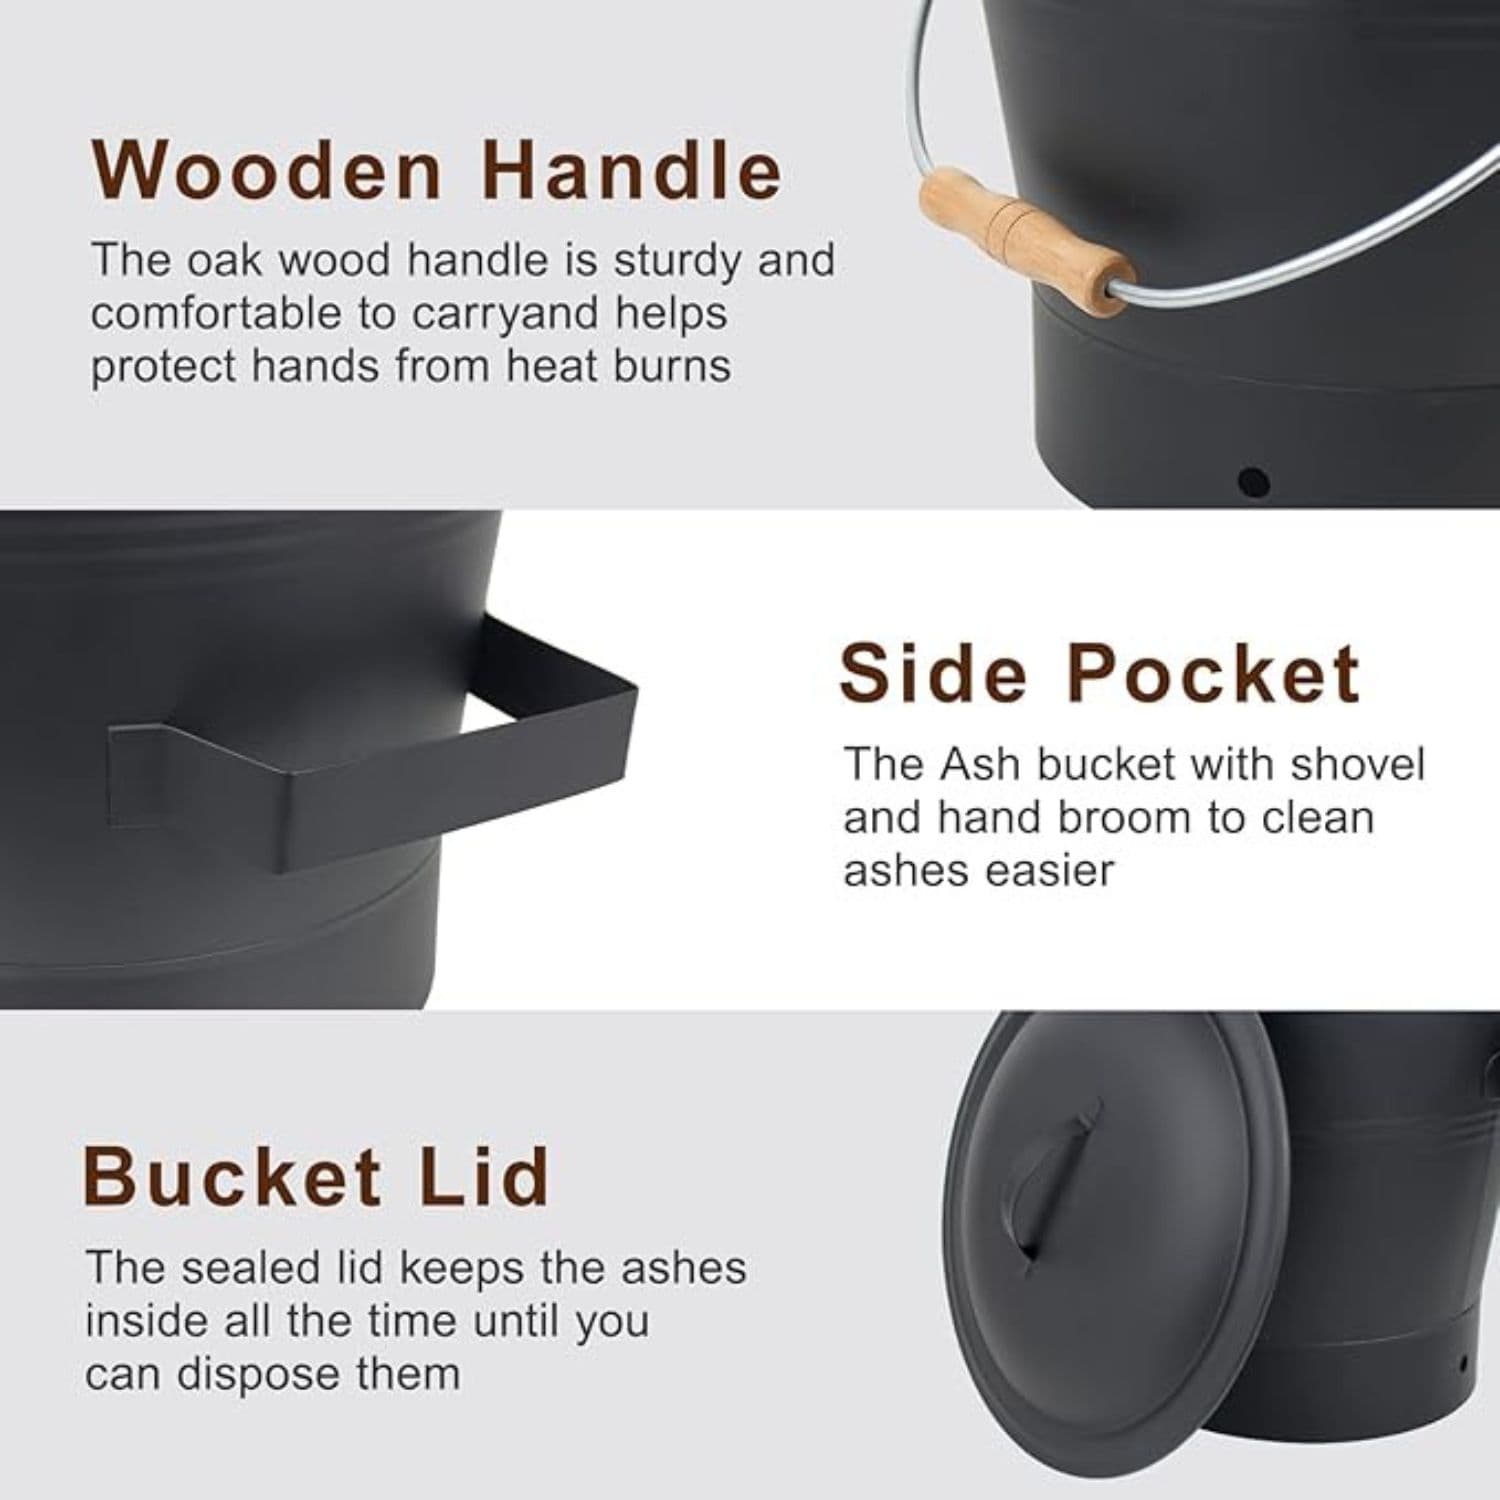 Wooden Handle
The oak wood handle is sturdy and
comfortable to carryand helps
protect hands from heat burns
Side Pocket
The Ash bucket with shovel
and hand broom to clean
ashes easier
Bucket Lid
The sealed lid keeps the ashes
inside all the time until you
can dispose them